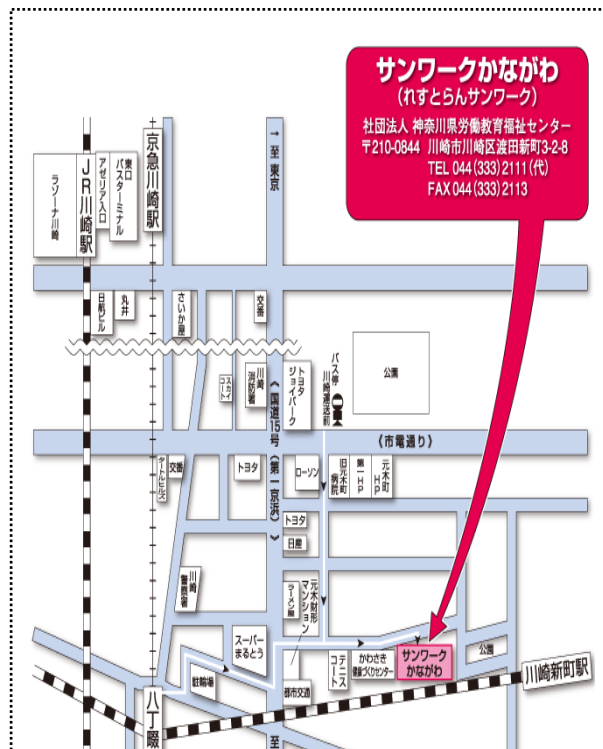 サンワークかながわ
(れすとらんサンワーク)
社団法人 神奈川県労働教育福祉センター
〒210-0844 川崎市川崎区渡田新町3-2-8
TEL 044(333)2111(代)
FAX 044(333)2113
→至 東京
京急川崎駅
東口バスターミナル
アゼリア入口
JR川崎駅
ラゾーナ川崎
日航ビル
丸井
さいか屋
交番
スカイコート
川崎消防署
トヨタジョイパーク
バス停
川崎運送前
公園
《国道15号(第一京浜)》
《市電通り》
タートルヒルズ
交番
トヨタ
ローソン
旧元木町病院
第一HP
元木町HP
トヨタ
日産
川崎警察署
ラーメン屋
元木財形マンション
スーパーまるとう
駐輪場
都市交通
テニスコート
かわさき
健康づくりセンター
サンワーク
かながわ
公園
川崎新町駅
八丁畷
至